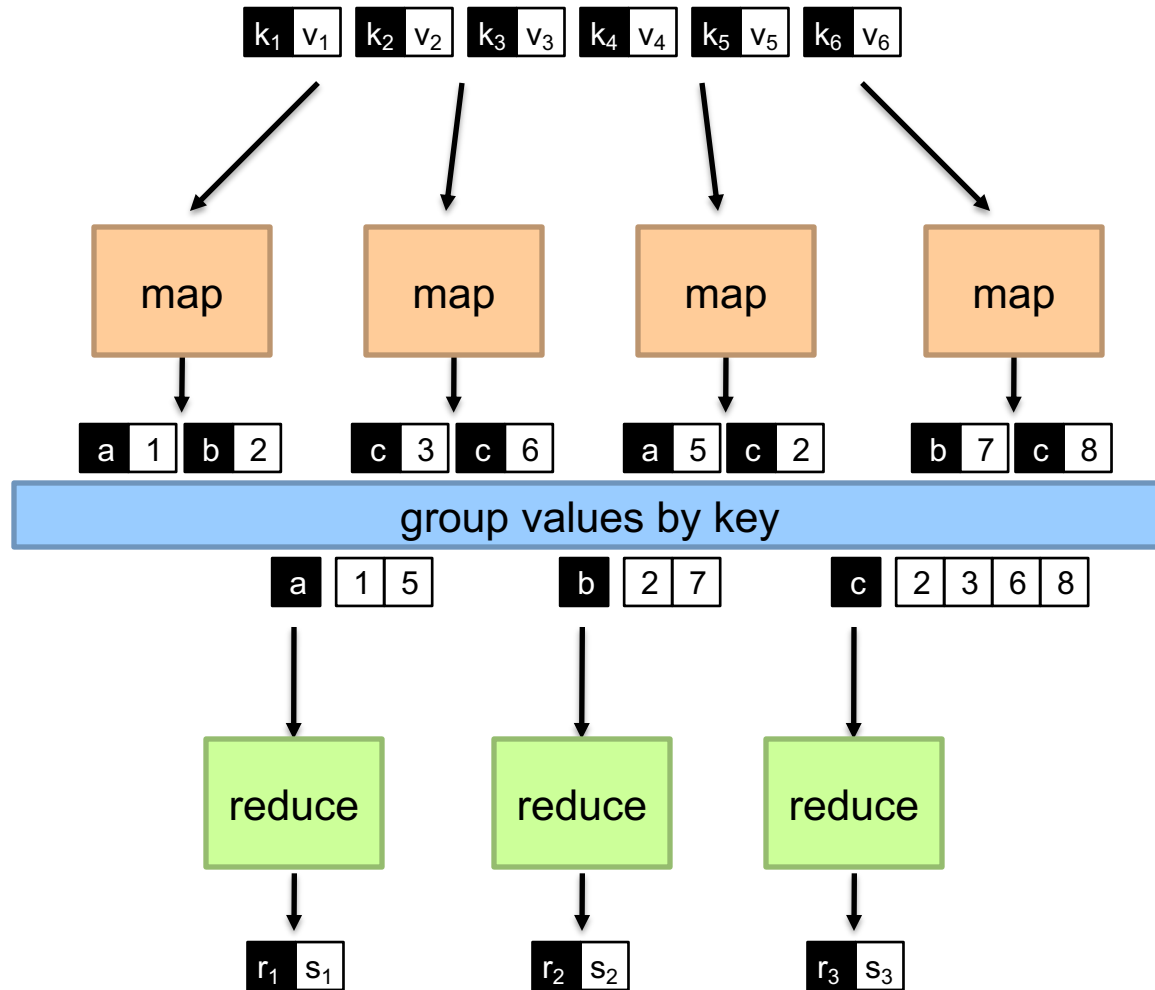 k₁ v₁ k₂ v₂ k₃ v₃ k₄ v₄ k₅ v₅ k₆ v₆
map map map map
a 1 b 2 c 3 c 6 a 5 c 2 b 7 c 8
group values by key
a 1 5 b 2 7 c 2 3 6 8
reduce reduce reduce
r₁ s₁ r₂ s₂ r₃ s₃